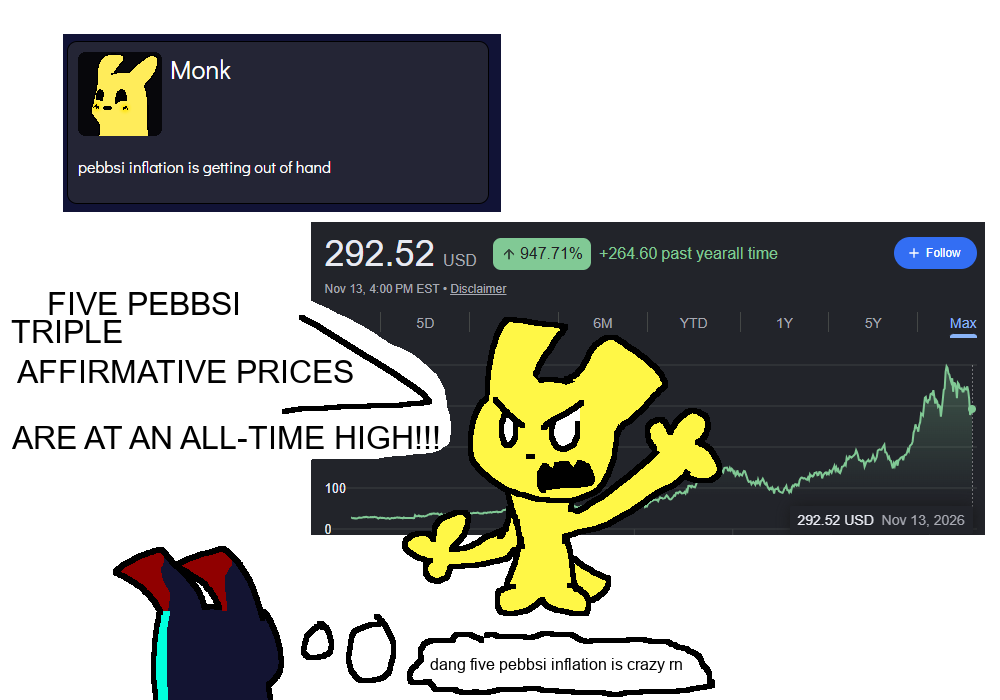 Monk
pebbsi inflation is getting out of hand
292.52 USD ↑ 947.71% +264.60 past yearall time
+ Follow
Nov 13, 4:00 PM EST • Disclaimer
5D 6M YTD 1Y 5Y Max
FIVE PEBBSI
TRIPLE
AFFIRMATIVE PRICES
ARE AT AN ALL-TIME HIGH!!!
100
0
292.52 USD Nov 13, 2026
dang five pebbsi inflation is crazy rn